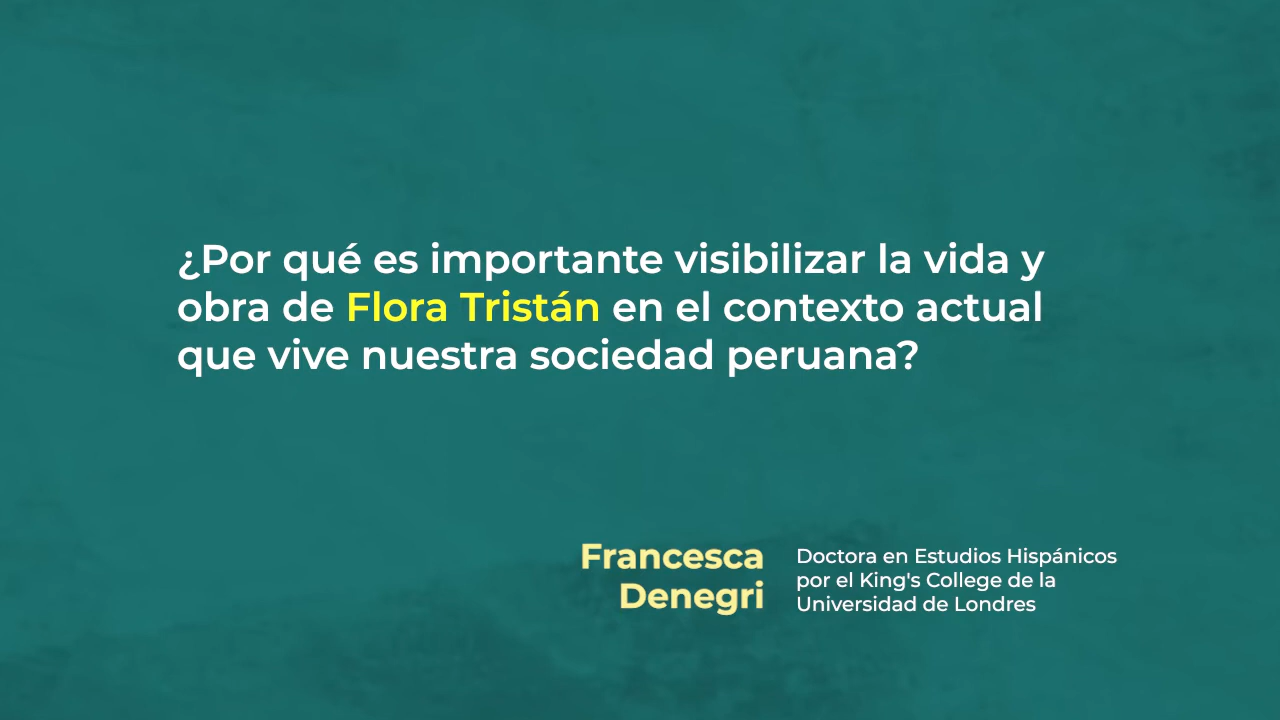 ¿Por qué es importante visibilizar la vida y
obra de Flora Tristán en el contexto actual
que vive nuestra sociedad peruana?
Francesca
Denegri
Doctora en Estudios Hispánicos
por el King's College de la
Universidad de Londres